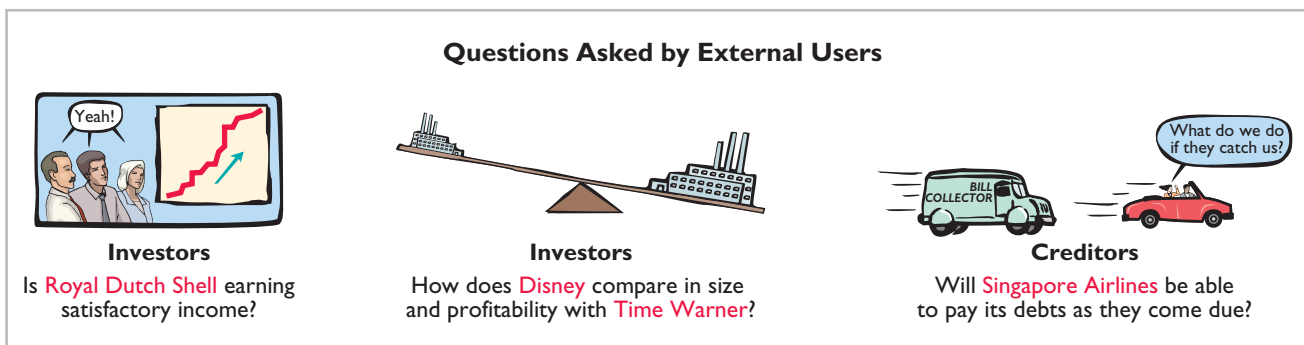 Questions Asked by External Users
Yeah!
What do we do
if they catch us?
BILL
COLLECTOR
Investors
Is Royal Dutch Shell earning
satisfactory income?
Investors
How does Disney compare in size
and profitability with Time Warner?
Creditors
Will Singapore Airlines be able
to pay its debts as they come due?